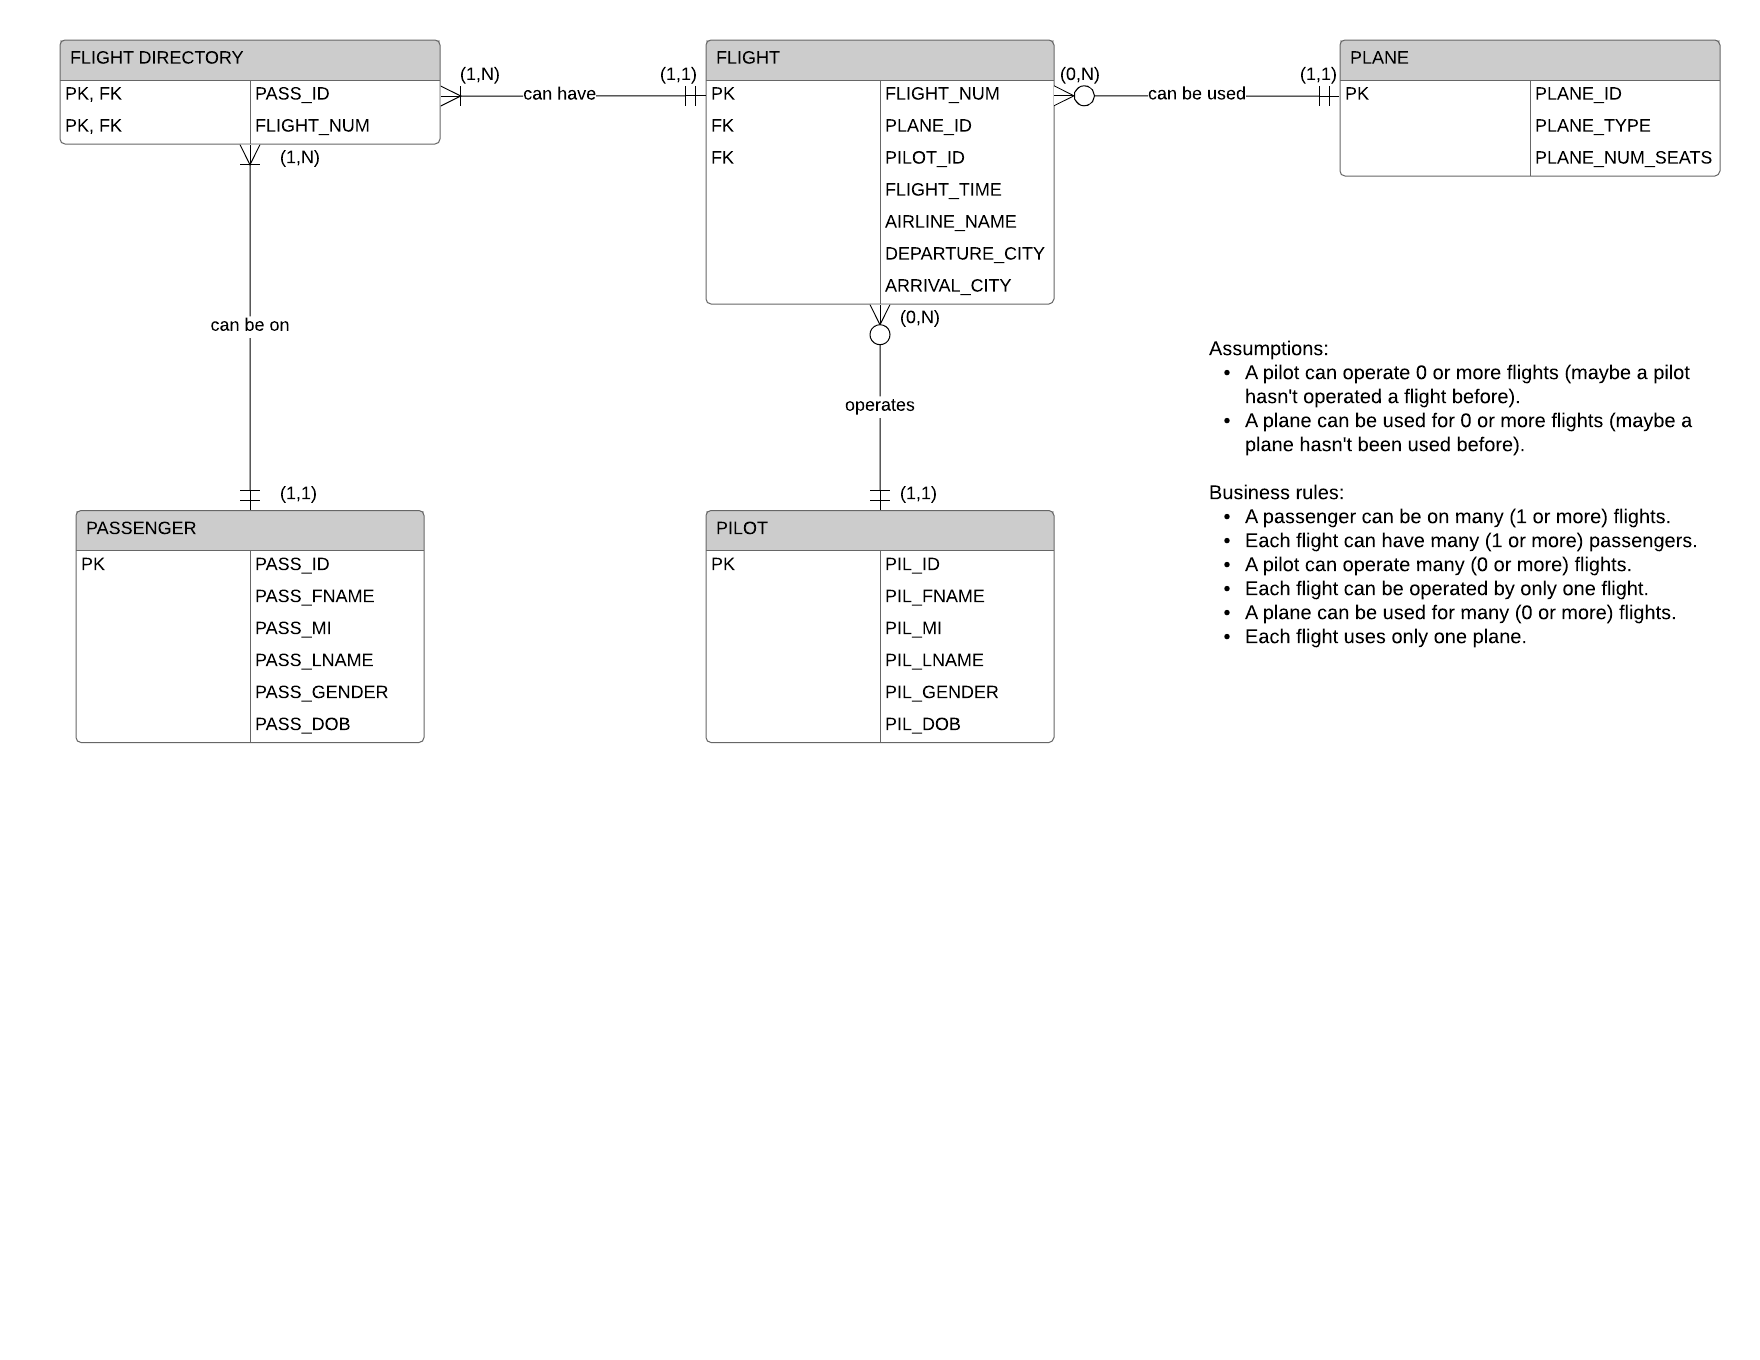 FLIGHT DIRECTORY
PK, FK PASS_ID
PK, FK FLIGHT_NUM
(1,N)
can have
(1,1)
FLIGHT
PK FLIGHT_NUM
FK PLANE_ID
FK PILOT_ID
FLIGHT_TIME
AIRLINE_NAME
DEPARTURE_CITY
ARRIVAL_CITY
(0,N)
can be used
(1,1)
PLANE
PK PLANE_ID
PLANE_TYPE
PLANE_NUM_SEATS
(1,N)
can be on
(1,1)
PASSENGER
PK PASS_ID
PASS_FNAME
PASS_MI
PASS_LNAME
PASS_GENDER
PASS_DOB
(0,N)
operates
(1,1)
PILOT
PK PIL_ID
PIL_FNAME
PIL_MI
PIL_LNAME
PIL_GENDER
PIL_DOB
Assumptions:
• A pilot can operate 0 or more flights (maybe a pilot
hasn't operated a flight before).
• A plane can be used for 0 or more flights (maybe a
plane hasn't been used before).
Business rules:
• A passenger can be on many (1 or more) flights.
• Each flight can have many (1 or more) passengers.
• A pilot can operate many (0 or more) flights.
• Each flight can be operated by only one flight.
• A plane can be used for many (0 or more) flights.
• Each flight uses only one plane.